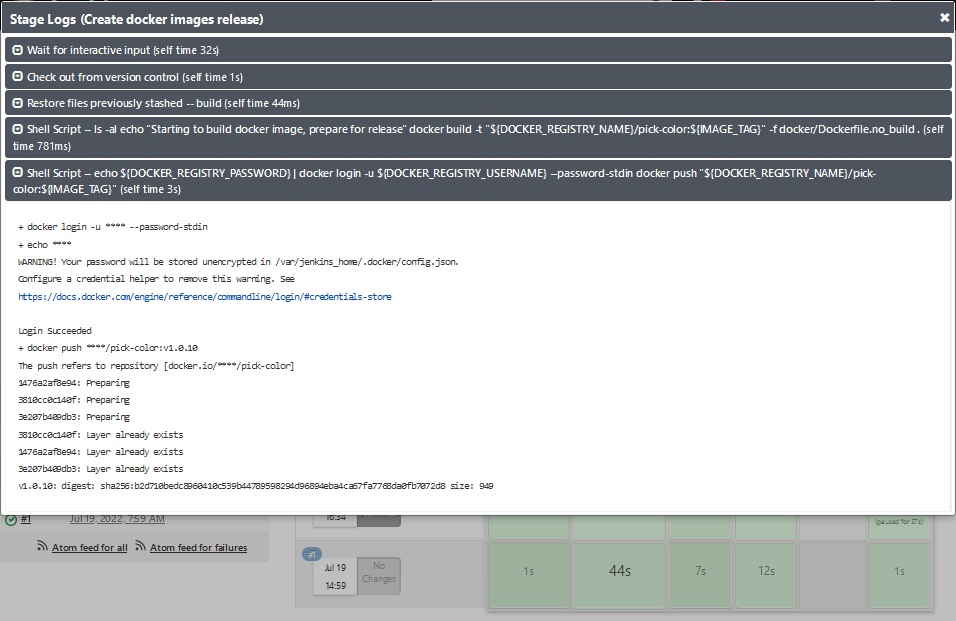 Stage Logs (Create docker images release)
Wait for interactive input (self time 32s)
Check out from version control (self time 1s)
Restore files previously stashed -- build (self time 44ms)
Shell Script -- ls -al echo "Starting to build docker image, prepare for release" docker build -t "${DOCKER_REGISTRY_NAME}/pick-color:${IMAGE_TAG}" -f docker/Dockerfile.no_build . (self
time 781ms)
Shell Script -- echo ${DOCKER_REGISTRY_PASSWORD} | docker login -u ${DOCKER_REGISTRY_USERNAME} --password-stdin docker push "${DOCKER_REGISTRY_NAME}/pick-
color:${IMAGE_TAG}" (self time 3s)
+ docker login -u **** --password-stdin
+ echo ****
WARNING! Your password will be stored unencrypted in /var/jenkins_home/.docker/config.json.
Configure a credential helper to remove this warning. See
https://docs.docker.com/engine/reference/commandline/login/#credentials-store
Login Succeeded
+ docker push ****/pick-color:v1.0.10
The push refers to repository [docker.io/****/pick-color]
1476a2af8e94: Preparing
3810cc0c140f: Preparing
3e207b409db3: Preparing
3810cc0c140f: Layer already exists
1476a2af8e94: Layer already exists
3e207b409db3: Layer already exists
v1.0.10: digest: sha256:b2d710bedc8960410c539b44789598294d96894eba4ca67fa7768da0fb7072d8 size: 949
#1 Jul 19, 2022, 7:59 AM
16:34
(paused for 37s)
Atom feed for all Atom feed for failures
#1
Jul 19
14:59
No
Changes
1s 44s 7s 12s 1s